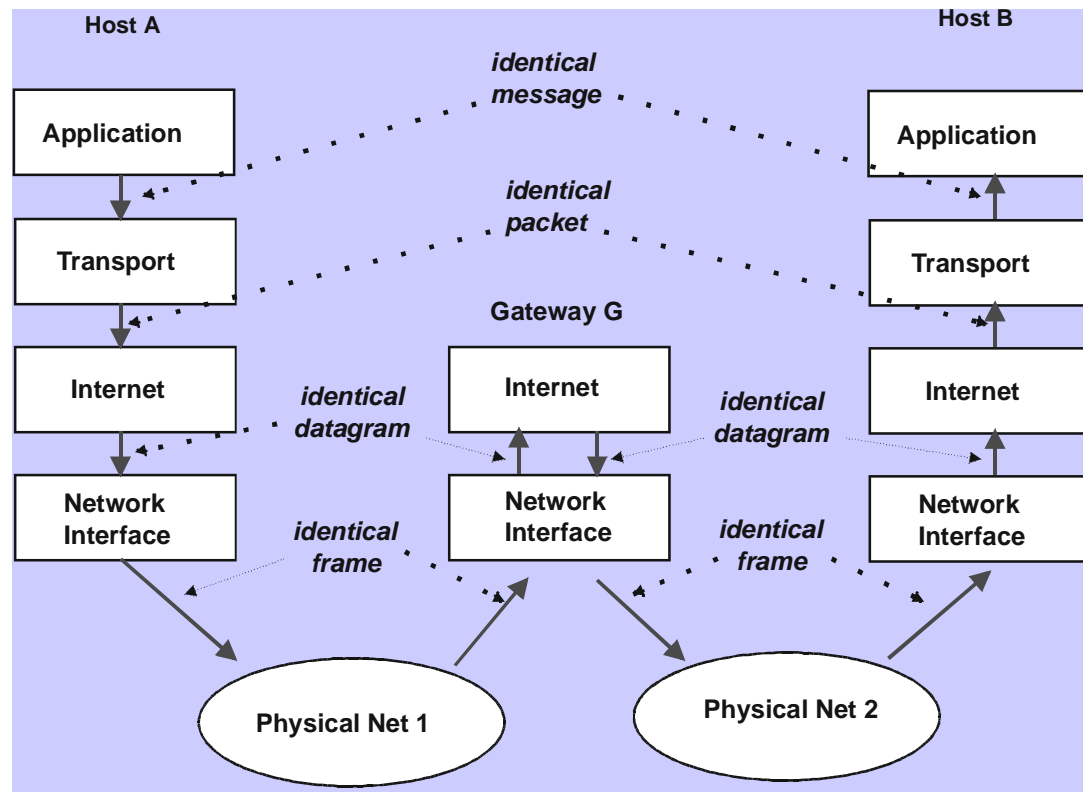 Host A
Host B
identical
message
Application
Application
identical
packet
Transport
Transport
Gateway G
Internet
Internet
Internet
identical
datagram
identical
datagram
Network
Interface
Network
Interface
Network
Interface
identical
frame
identical
frame
Physical Net 1
Physical Net 2